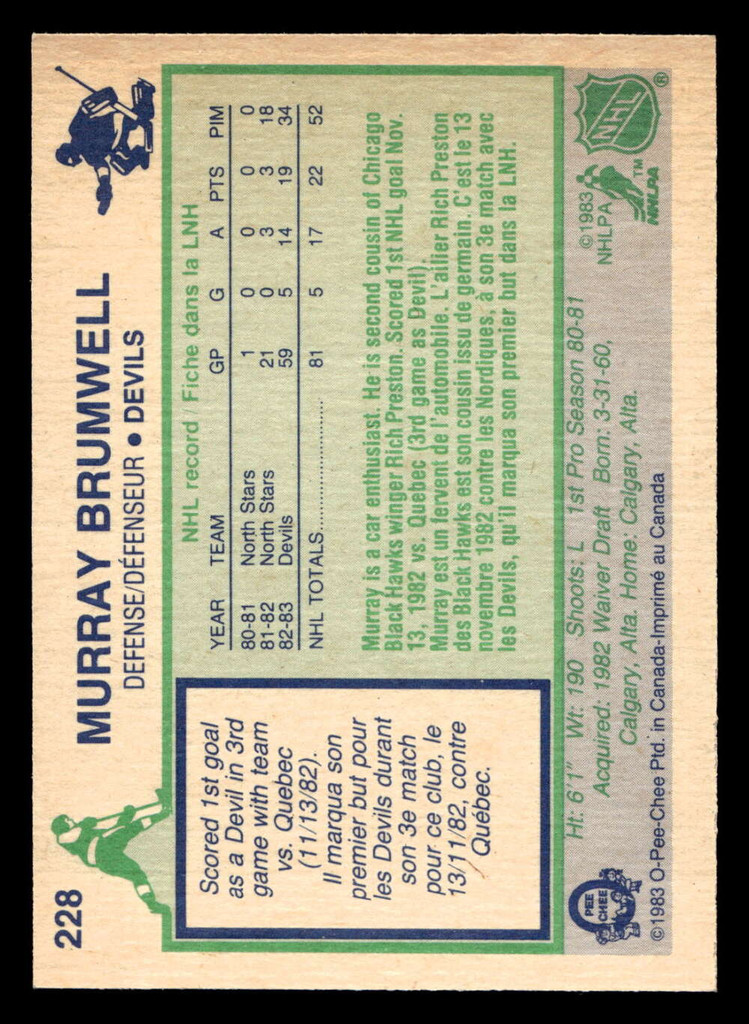 228
MURRAY BRUMWELL
DEFENSE/DÉFENSEUR • DEVILS
Scored 1st goal
as a Devil in 3rd
game with team
vs. Quebec
(11/13/82).
Il marqua son
premier but pour
les Devils durant
son 3e match
pour ce club, le
13/11/82, contre
Québec.
NHL record / Fiche dans la LNH
YEAR TEAM GP G A PTS PIM
80-81 North Stars 1 0 0 0 0
81-82 North Stars 21 0 3 3 18
82-83 Devils 59 5 14 19 34
NHL TOTALS.................... 81 5 17 22 52
Murray is a car enthusiast. He is second cousin of Chicago
Black Hawks winger Rich Preston. Scored 1st NHL goal Nov.
13, 1982 vs. Quebec (3rd game as Devil).
Murray est un fervent de l'automobile. L'ailier Rich Preston
des Black Hawks est son cousin issu de germain. C'est le 13
novembre 1982 contre les Nordiques, à son 3e match avec
les Devils, qu'il marqua son premier but dans la LNH.
Ht: 6'1" Wt: 190 Shoots: L 1st Pro Season 80-81
Acquired: 1982 Waiver Draft Born: 3-31-60,
Calgary, Alta. Home: Calgary, Alta.
O
PEE
CHEE
©1983
NHLPA
NHLPA
TM
NHL
®
©1983 O-Pee-Chee Ptd. in Canada-Imprimé au Canada